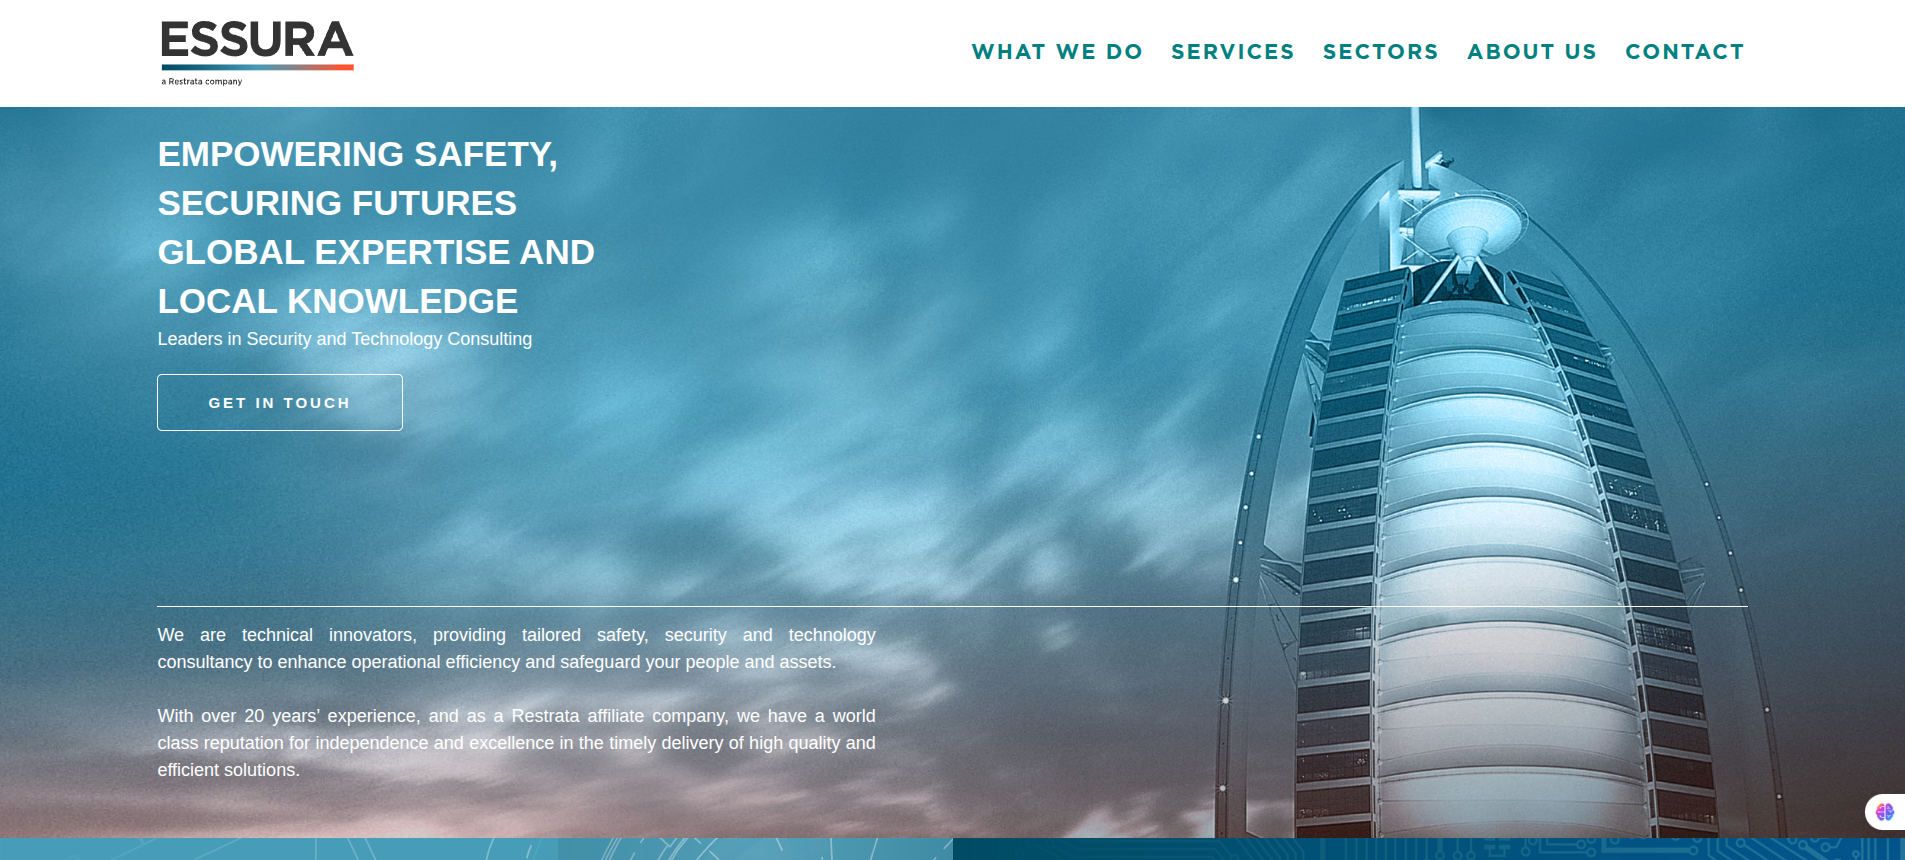 ESSURA
a Restrata company
WHAT WE DO SERVICES SECTORS ABOUT US CONTACT
EMPOWERING SAFETY,
SECURING FUTURES
GLOBAL EXPERTISE AND
LOCAL KNOWLEDGE
Leaders in Security and Technology Consulting
GET IN TOUCH
We are technical innovators, providing tailored safety, security and technology
consultancy to enhance operational efficiency and safeguard your people and assets.
With over 20 years’ experience, and as a Restrata affiliate company, we have a world
class reputation for independence and excellence in the timely delivery of high quality and
efficient solutions.